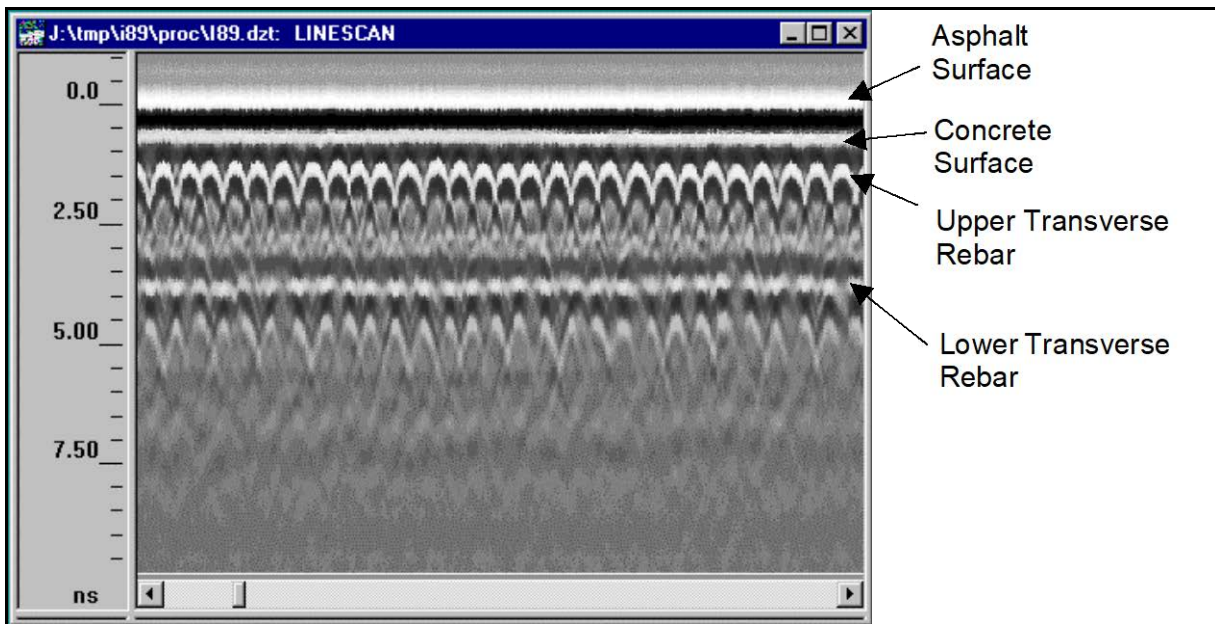 J:\tmp\i89\proc\I89.dzt: LINESCAN
0.0
2.50
5.00
7.50
ns
Asphalt
Surface
Concrete
Surface
Upper Transverse
Rebar
Lower Transverse
Rebar